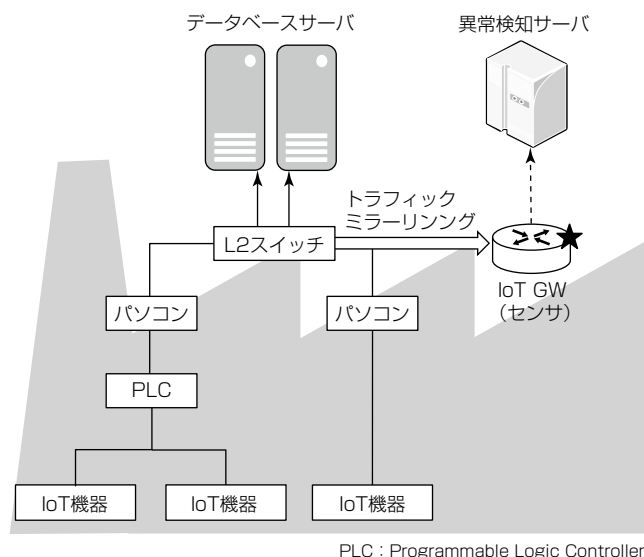 データベースサーバ
異常検知サーバ
トラフィック
ミラーリンング
L2スイッチ
IoT GW
（センサ）
パソコン
パソコン
PLC
IoT機器
IoT機器
IoT機器
PLC：Programmable Logic Controller